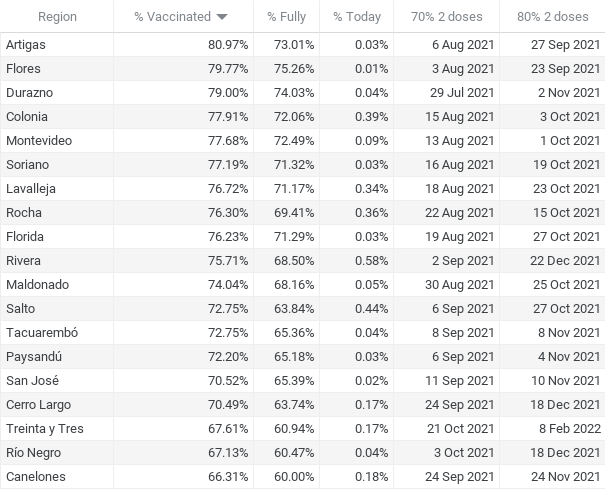 Region % Vaccinated % Fully % Today 70% 2 doses 80% 2 doses
Artigas 80.97% 73.01% 0.03% 6 Aug 2021 27 Sep 2021
Flores 79.77% 75.26% 0.01% 3 Aug 2021 23 Sep 2021
Durazno 79.00% 74.03% 0.04% 29 Jul 2021 2 Nov 2021
Colonia 77.91% 72.06% 0.39% 15 Aug 2021 3 Oct 2021
Montevideo 77.68% 72.49% 0.09% 13 Aug 2021 1 Oct 2021
Soriano 77.19% 71.32% 0.03% 16 Aug 2021 19 Oct 2021
Lavalleja 76.72% 71.17% 0.34% 18 Aug 2021 23 Oct 2021
Rocha 76.30% 69.41% 0.36% 22 Aug 2021 15 Oct 2021
Florida 76.23% 71.29% 0.03% 19 Aug 2021 27 Oct 2021
Rivera 75.71% 68.50% 0.58% 2 Sep 2021 22 Dec 2021
Maldonado 74.04% 68.16% 0.05% 30 Aug 2021 25 Oct 2021
Salto 72.75% 63.84% 0.44% 6 Sep 2021 27 Oct 2021
Tacuarembó 72.75% 65.36% 0.04% 8 Sep 2021 8 Nov 2021
Paysandú 72.20% 65.18% 0.03% 6 Sep 2021 4 Nov 2021
San José 70.52% 65.39% 0.02% 11 Sep 2021 10 Nov 2021
Cerro Largo 70.49% 63.74% 0.17% 24 Sep 2021 18 Dec 2021
Treinta y Tres 67.61% 60.94% 0.17% 21 Oct 2021 8 Feb 2022
Río Negro 67.13% 60.47% 0.04% 3 Oct 2021 18 Dec 2021
Canelones 66.31% 60.00% 0.18% 24 Sep 2021 24 Nov 2021